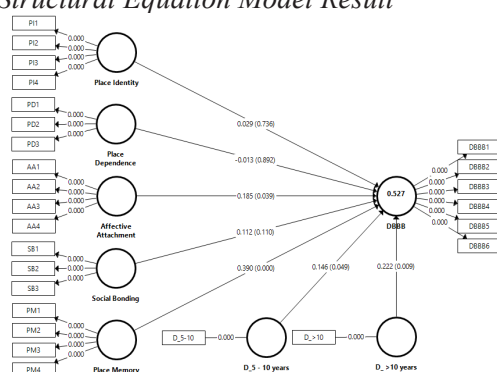 Structural Equation Model Result
PI1
PI2
PI3
PI4
0.000
0.000
0.000
0.000
Place Identity
PD1
PD2
PD3
0.000
0.000
0.000
Place
Dependence
AA1
AA2
AA3
AA4
0.000
0.000
0.000
0.000
Affective
Attachment
SB1
SB2
SB3
0.000
0.000
0.000
Social Bonding
PM1
PM2
PM3
PM4
0.000
0.000
0.000
0.000
Place Memory
0.029 (0.736)
-0.013 (0.892)
0.185 (0.039)
0.112 (0.110)
0.390 (0.000)
0.146 (0.049)
0.222 (0.009)
0.527
DBBB
0.000
0.000
0.000
0.000
0.000
0.000
DBBB1
DBBB2
DBBB3
DBBB4
DBBB5
DBBB6
D_5-10
0.000
D_5 - 10 years
D_>10
0.000
D_ >10 years